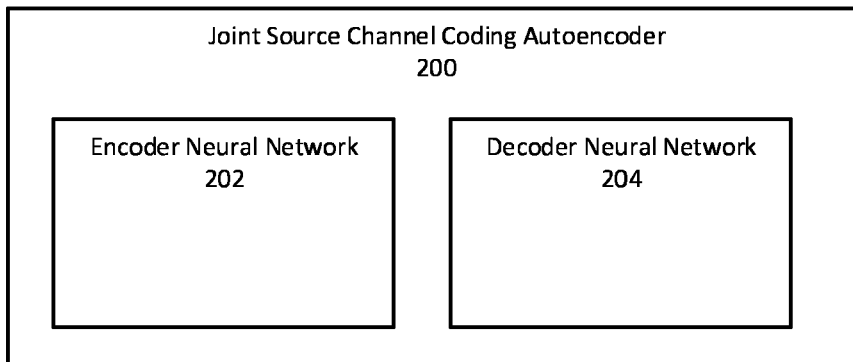 Joint Source Channel Coding Autoencoder
200
Encoder Neural Network
202
Decoder Neural Network
204